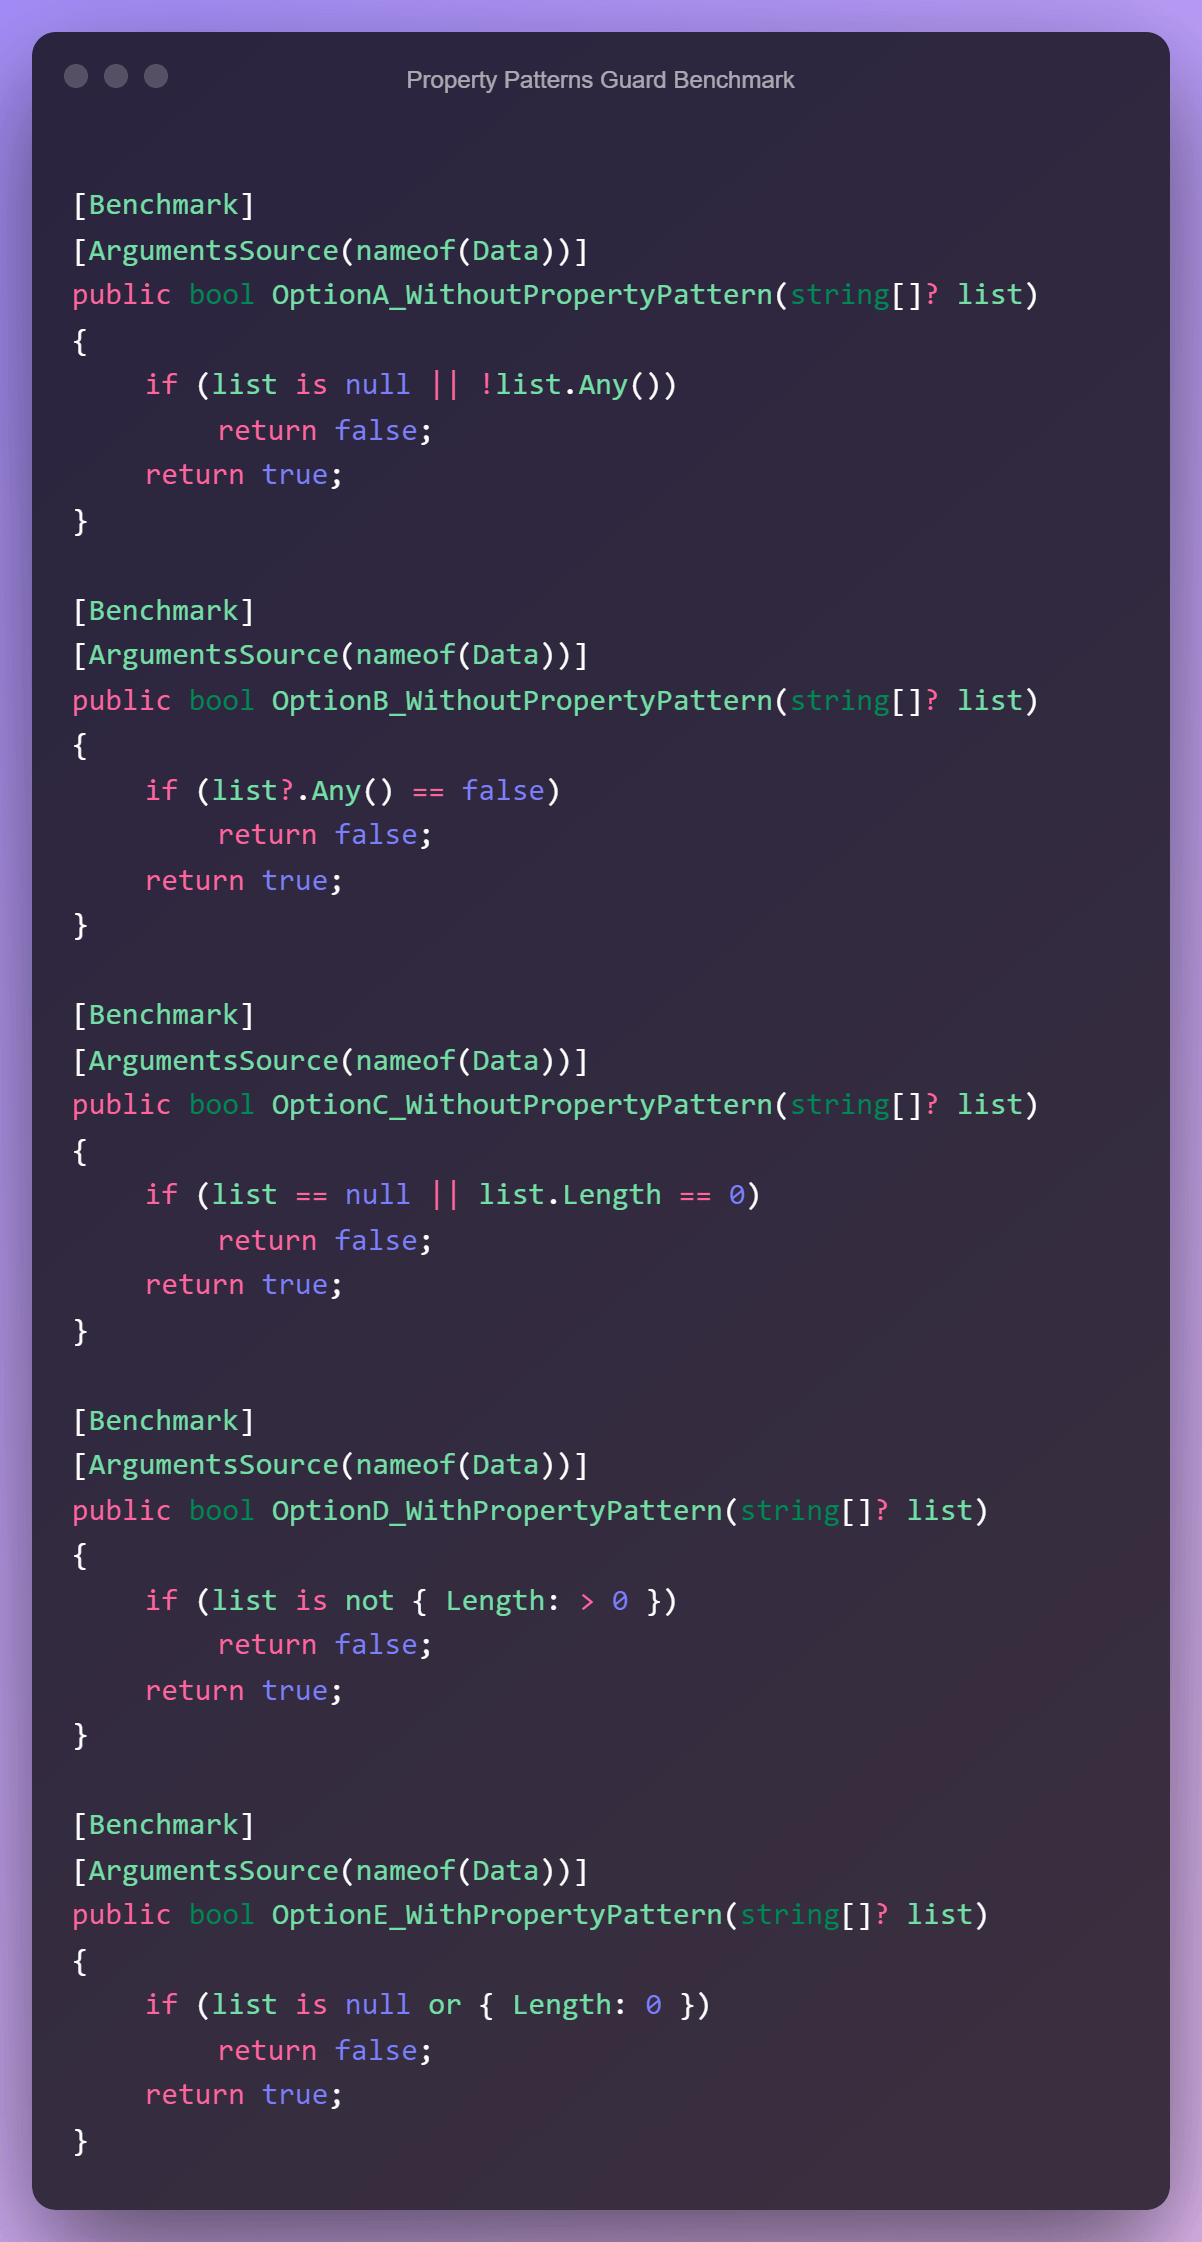 Property Patterns Guard Benchmark
[Benchmark]
[ArgumentsSource(nameof(Data))]
public bool OptionA_WithoutPropertyPattern(string[]? list)
{
    if (list is null || !list.Any())
        return false;
    return true;
}
[Benchmark]
[ArgumentsSource(nameof(Data))]
public bool OptionB_WithoutPropertyPattern(string[]? list)
{
    if (list?.Any() == false)
        return false;
    return true;
}
[Benchmark]
[ArgumentsSource(nameof(Data))]
public bool OptionC_WithoutPropertyPattern(string[]? list)
{
    if (list == null || list.Length == 0)
        return false;
    return true;
}
[Benchmark]
[ArgumentsSource(nameof(Data))]
public bool OptionD_WithPropertyPattern(string[]? list)
{
    if (list is not { Length: > 0 })
        return false;
    return true;
}
[Benchmark]
[ArgumentsSource(nameof(Data))]
public bool OptionE_WithPropertyPattern(string[]? list)
{
    if (list is null or { Length: 0 })
        return false;
    return true;
}